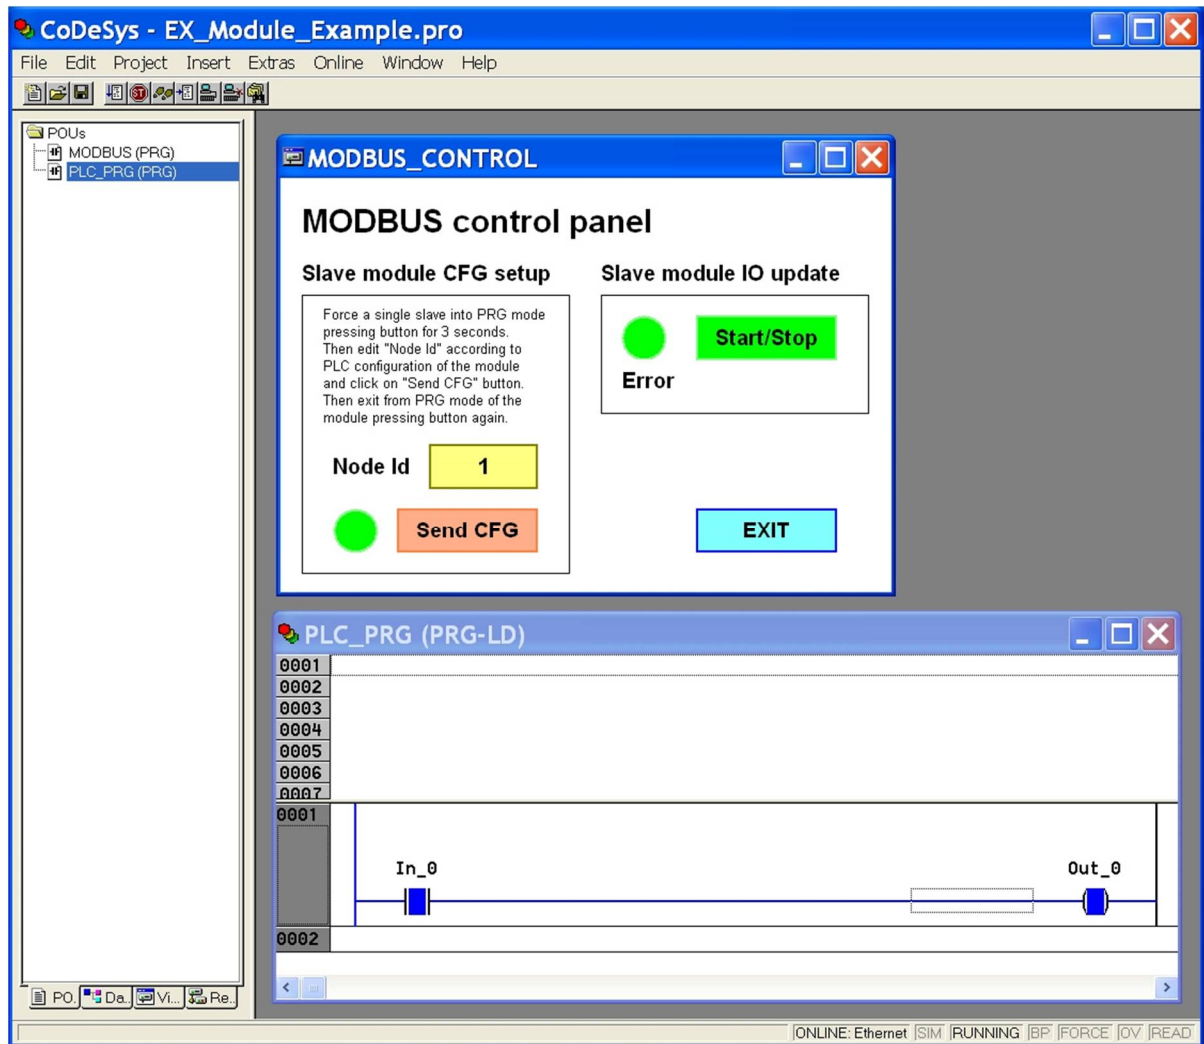 CoDeSys - EX_Module_Example.pro
File Edit Project Insert Extras Online Window Help
POUs
MODBUS (PRG)
PLC_PRG (PRG)
MODBUS_CONTROL
MODBUS control panel
Slave module CFG setup
Force a single slave into PRG mode
pressing button for 3 seconds.
Then edit "Node Id" according to
PLC configuration of the module
and click on "Send CFG" button.
Then exit from PRG mode of the
module pressing button again.
Node Id 1
Send CFG
Slave module IO update
Start/Stop
Error
EXIT
PLC_PRG (PRG-LD)
0001
0002
0003
0004
0005
0006
0007
0001
In_0 Out_0
0002
PO. Da.. Vi... Re..
ONLINE: Ethernet SIM RUNNING BP FORCE OV READ